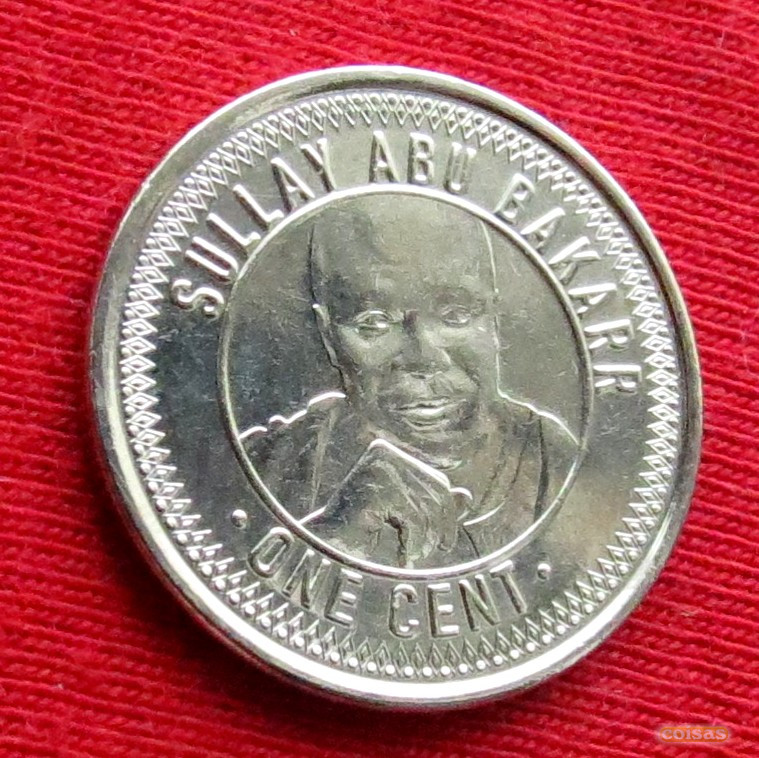 SULLAY ABU BAKARR
· ONE CENT ·
coisas